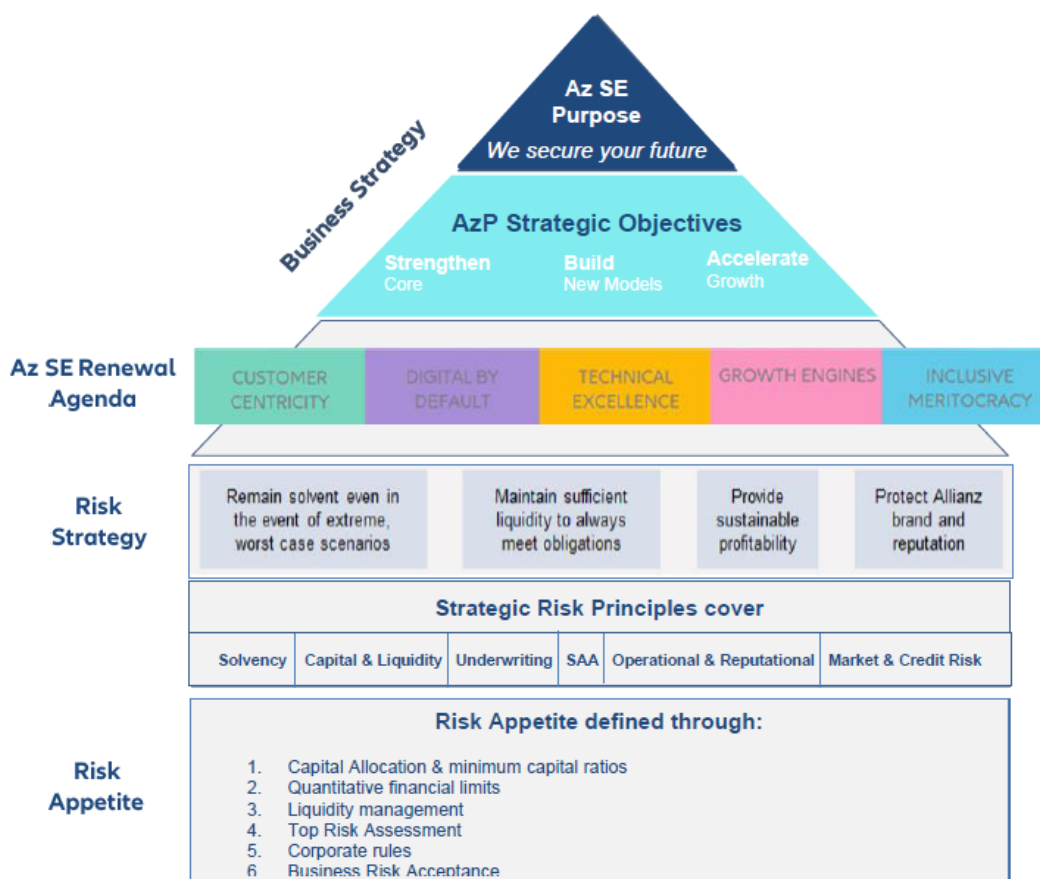 Az SE
Purpose
We secure your future
Business Strategy
AzP Strategic Objectives
Strengthen
Core
Build
New Models
Accelerate
Growth
Az SE Renewal
Agenda
CUSTOMER
CENTRICITY
DIGITAL BY
DEFAULT
TECHNICAL
EXCELLENCE
GROWTH ENGINES
INCLUSIVE
MERITOCRACY
Risk
Strategy
Remain solvent even in
the event of extreme,
worst case scenarios
Maintain sufficient
liquidity to always
meet obligations
Provide
sustainable
profitability
Protect Allianz
brand and
reputation
Strategic Risk Principles cover
Solvency
Capital & Liquidity
Underwriting
SAA
Operational & Reputational
Market & Credit Risk
Risk
Appetite
Risk Appetite defined through:
1. Capital Allocation & minimum capital ratios
2. Quantitative financial limits
3. Liquidity management
4. Top Risk Assessment
5. Corporate rules
6. Business Risk Acceptance